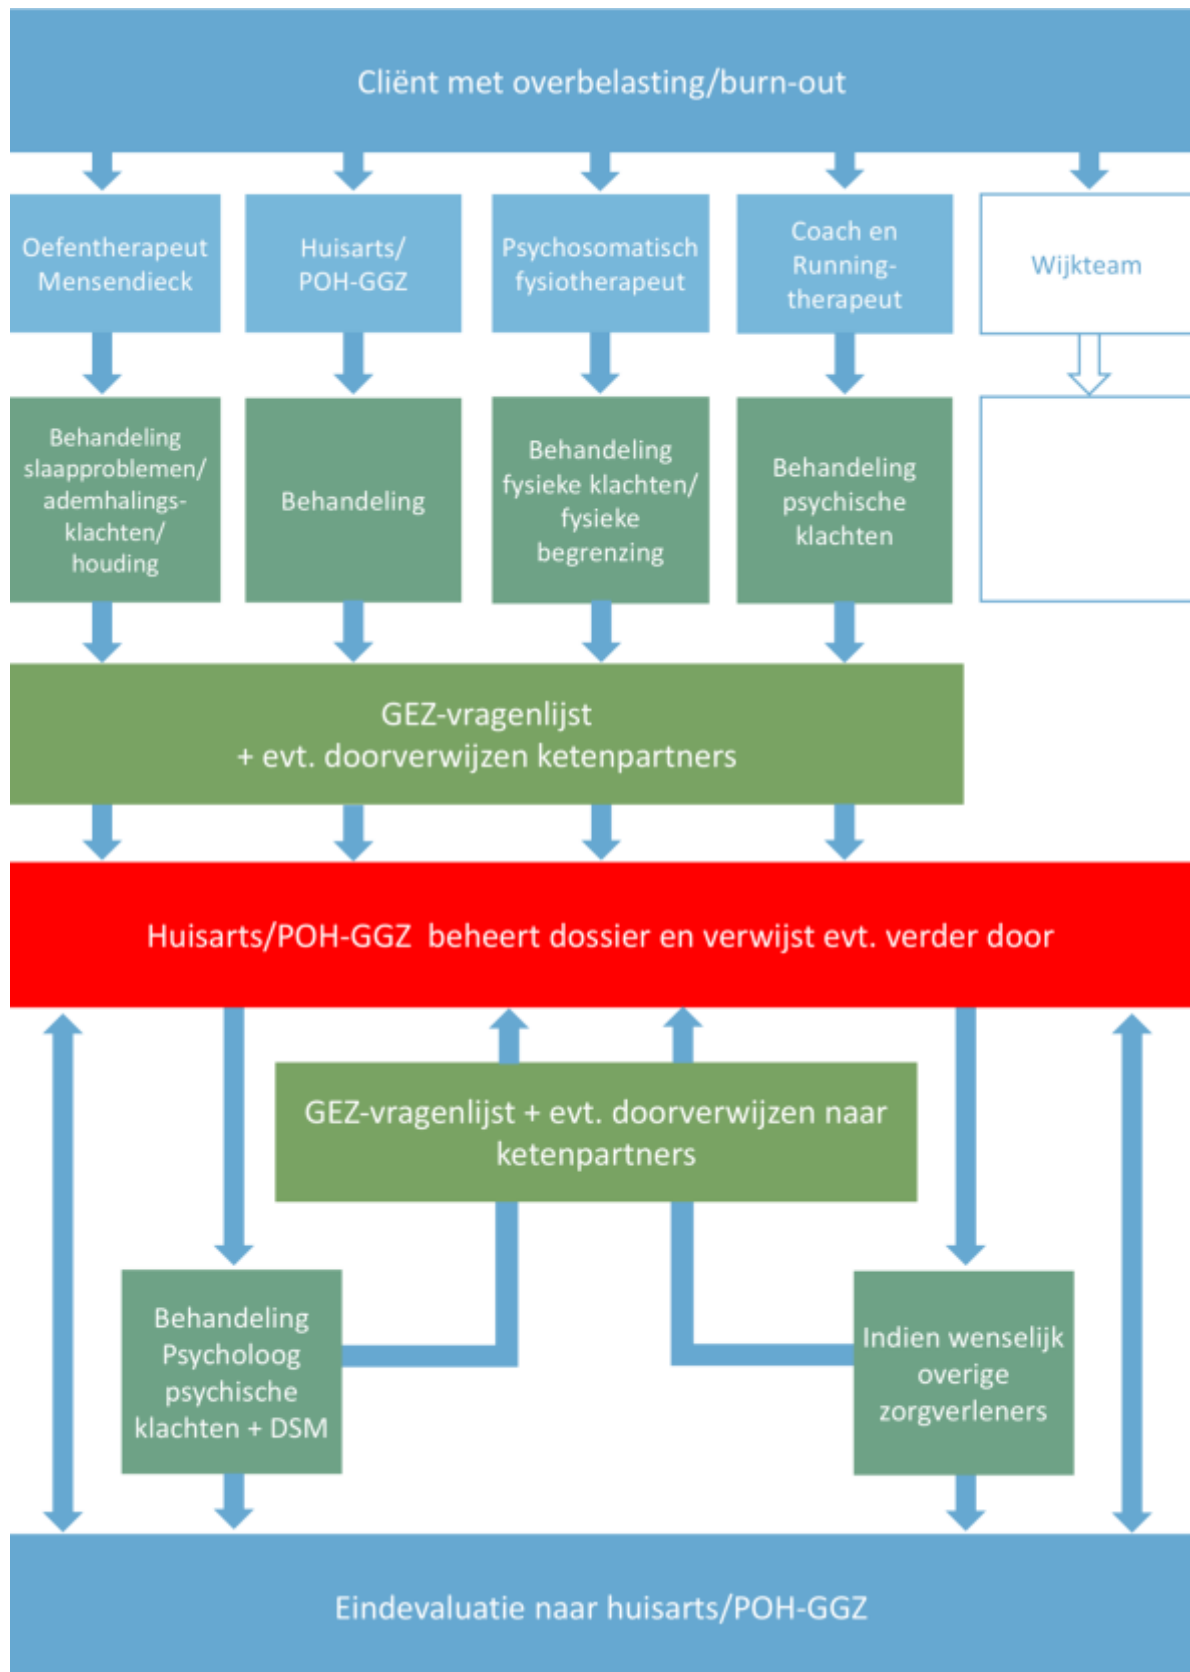 Cliënt met overbelasting/burn-out
Oefentherapeut
Mensendieck
Huisarts/
POH-GGZ
Psychosomatisch
fysiotherapeut
Coach en
Running-
therapeut
Wijkteam
Behandeling
slaapproblemen/
ademhalings-
klachten/
houding
Behandeling
Behandeling
fysieke klachten/
fysieke
begrenzing
Behandeling
psychische
klachten
GEZ-vragenlijst
+ evt. doorverwijzen ketenpartners
Huisarts/POH-GGZ  beheert dossier en verwijst evt. verder door
GEZ-vragenlijst + evt. doorverwijzen naar
ketenpartners
Behandeling
Psycholoog
psychische
klachten + DSM
Indien wenselijk
overige
zorgverleners
Eindevaluatie naar huisarts/POH-GGZ